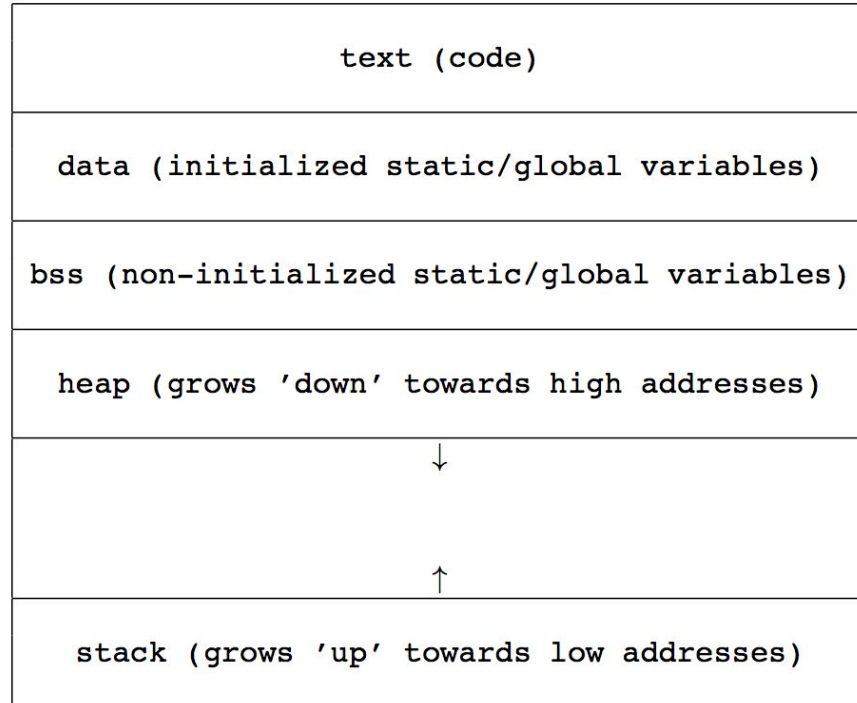 text (code)
data (initialized static/global variables)
bss (non-initialized static/global variables)
heap (grows ’down’ towards high addresses)
↓
↑
stack (grows ’up’ towards low addresses)